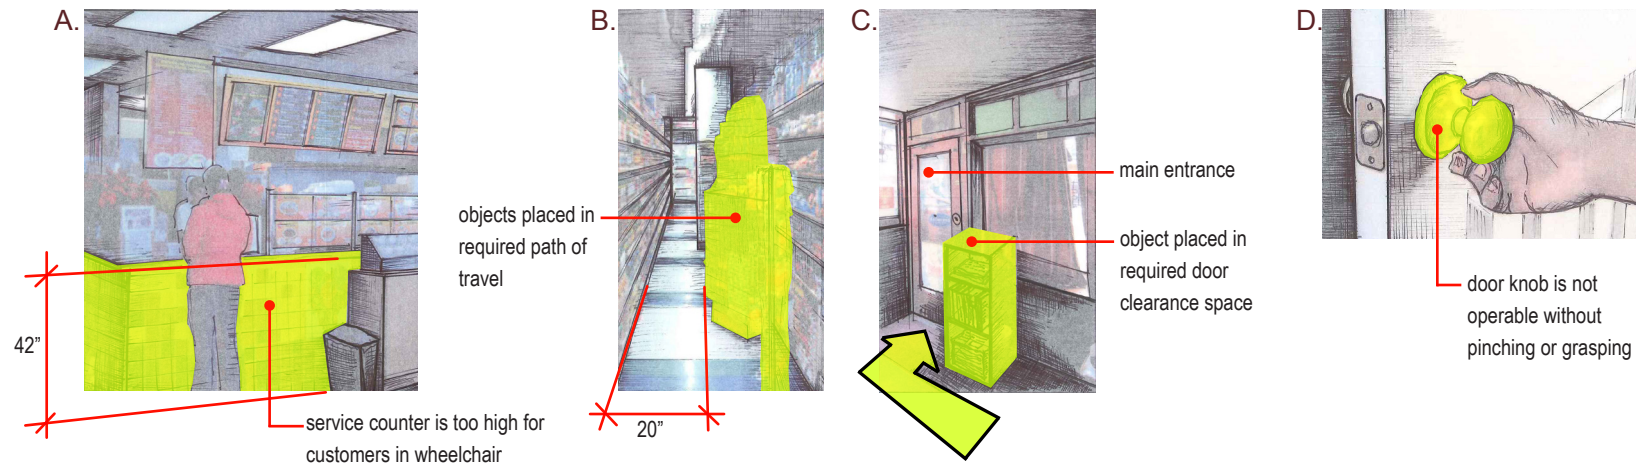 A.
42”
service counter is too high for
customers in wheelchair
B.
objects placed in
required path of
travel
20”
C.
main entrance
object placed in
required door
clearance space
D.
door knob is not
operable without
pinching or grasping